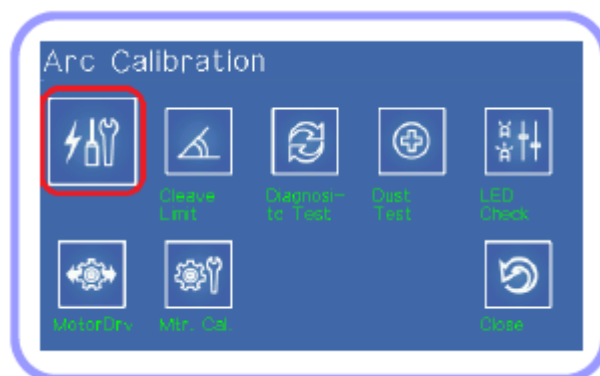 Arc Calibration
Cleave
Limit
Diagnosi-
tc Test
Dust
Test
LED
Check
MotorDrv
Mtr. Cal.
Close